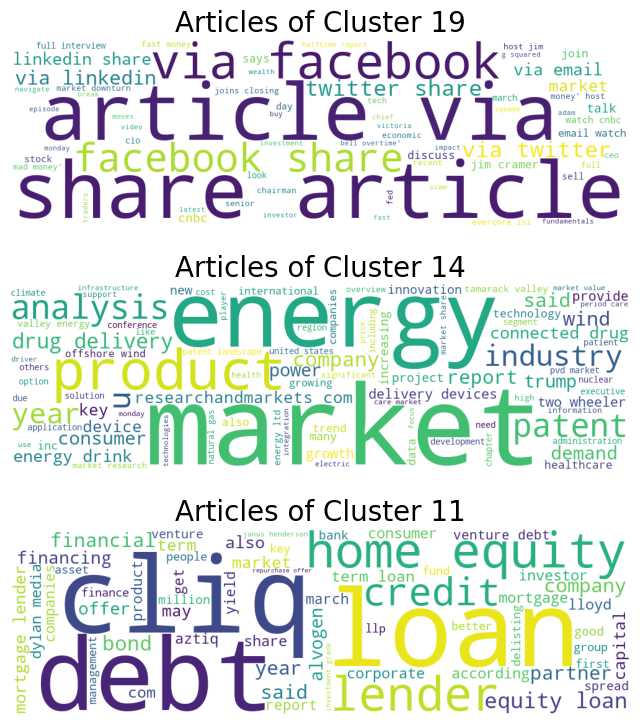 Articles of Cluster 19
full interview fast money via facebook halftime report host jim g squared
linkedin share says wealth join
via linkedin twitter share via email
navigate market downturn joins closing march market
break day buy tech money' host talk
article via
episode moves chief squawk adam watch cnbc
monday video cio victoria economic impact email watch
facebook share investment bell overtime' via twitter ceo
stock discuss recent full
mad money' look jim cramer sell
share article
traders cnbc chairman fed scam
latest senior evercore isi
investor fast fundamentals
Articles of Cluster 14
climate infrastructure support new cost international overview innovation tamarack valley market value period care
analysis energy said provide
valley energy conference player companies market share technology wind
drug delivery like region increasing segment connected drug patient
driver offshore wind patent landscape united states price including pvd market
others product company industry
option health power significant project nuclear
due solution u growing report trump executive
year key researchandmarkets com delivery devices high two wheeler
application monday market need patent information
use inc device also trend many focus development administration
consumer technologies natural gas energy ltd integration growth data chapter demand
energy drink market research electric care market healthcare
Articles of Cluster 11
financial venture also janus henderson bank consumer venture debt
term key home equity
financing people market term loan fund investor
asset cliq repurchase offer credit company
mortgage lender dylan media companies finance product get yield mortgage lloyd
offer million march loan capital
may llp better delisting good
bond aztiq share alvogen group
debt first
management year corporate according partner spread
com said investment grade lender
report equity loan